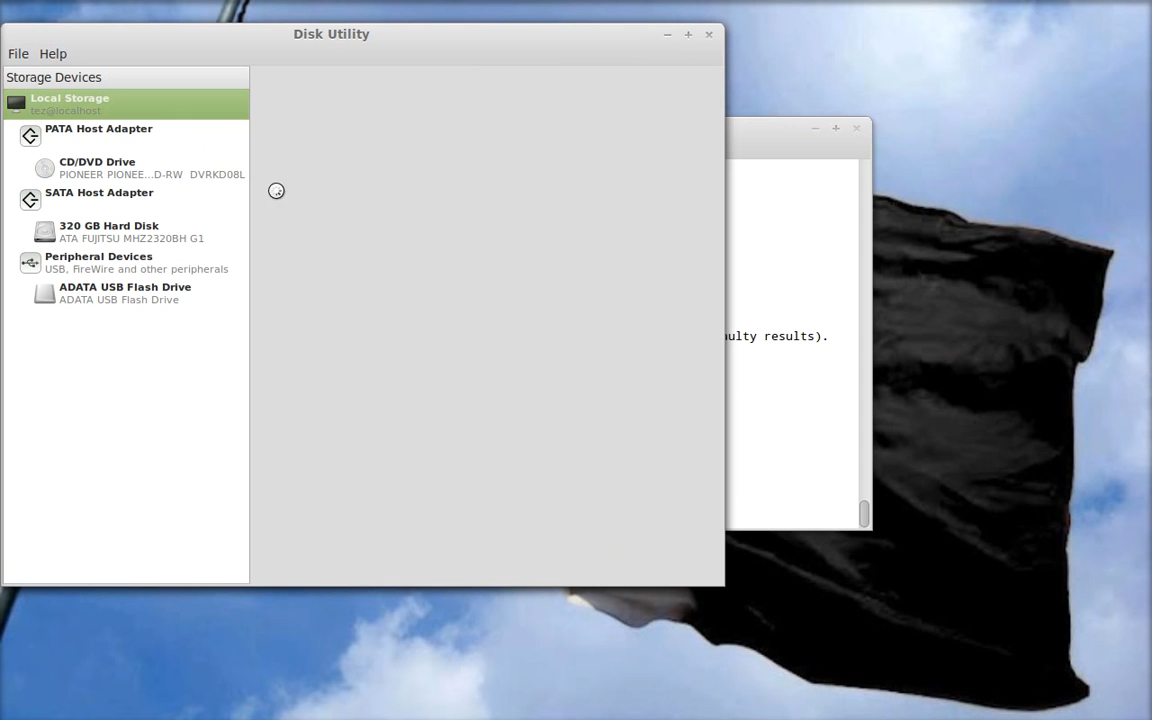 Disk Utility
File Help
Storage Devices
Local Storage
tez@localhost
PATA Host Adapter
CD/DVD Drive
PIONEER PIONEE...D-RW DVRKD08L
SATA Host Adapter
320 GB Hard Disk
ATA FUJITSU MHZ2320BH G1
Peripheral Devices
USB, FireWire and other peripherals
ADATA USB Flash Drive
ADATA USB Flash Drive
aulty results).